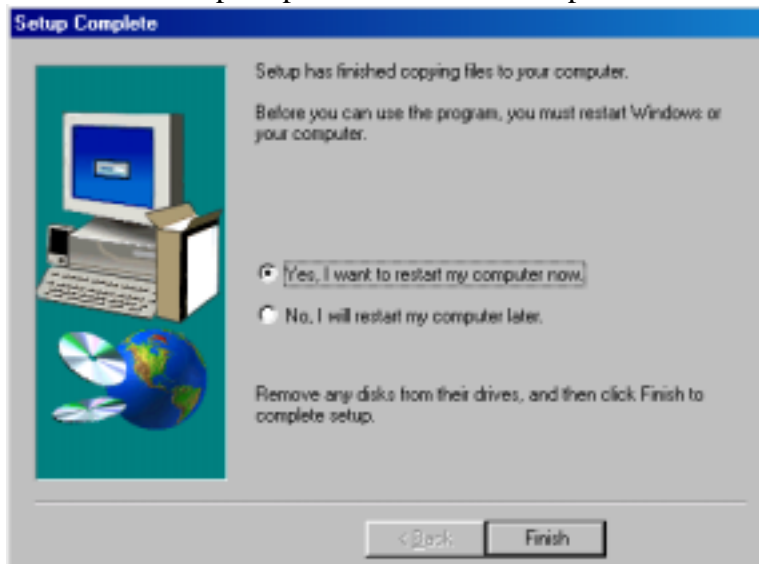 Setup Complete
Setup has finished copying files to your computer.
Before you can use the program, you must restart Windows or
your computer.
Yes, I want to restart my computer now.
No, I will restart my computer later.
Remove any disks from their drives, and then click Finish to
complete setup.
< Back
Finish